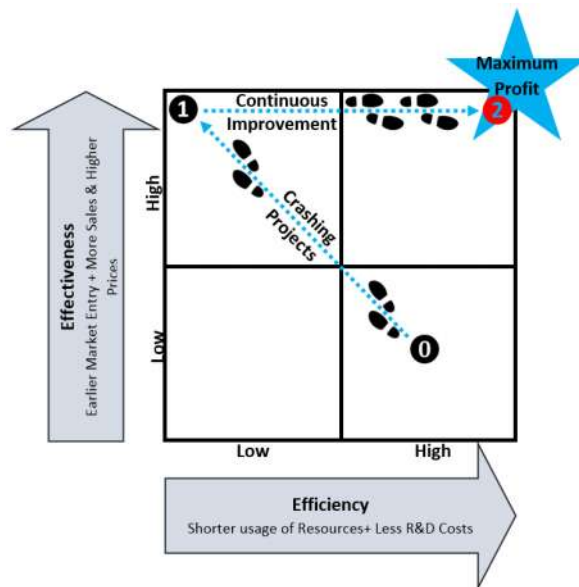 Maximum
Profit
1
Continuous
Improvement
2
Crashing
Projects
0
High
Low
Effectiveness
Earlier Market Entry + More Sales & Higher
Prices
Low
High
Efficiency
Shorter usage of Resources+ Less R&D Costs